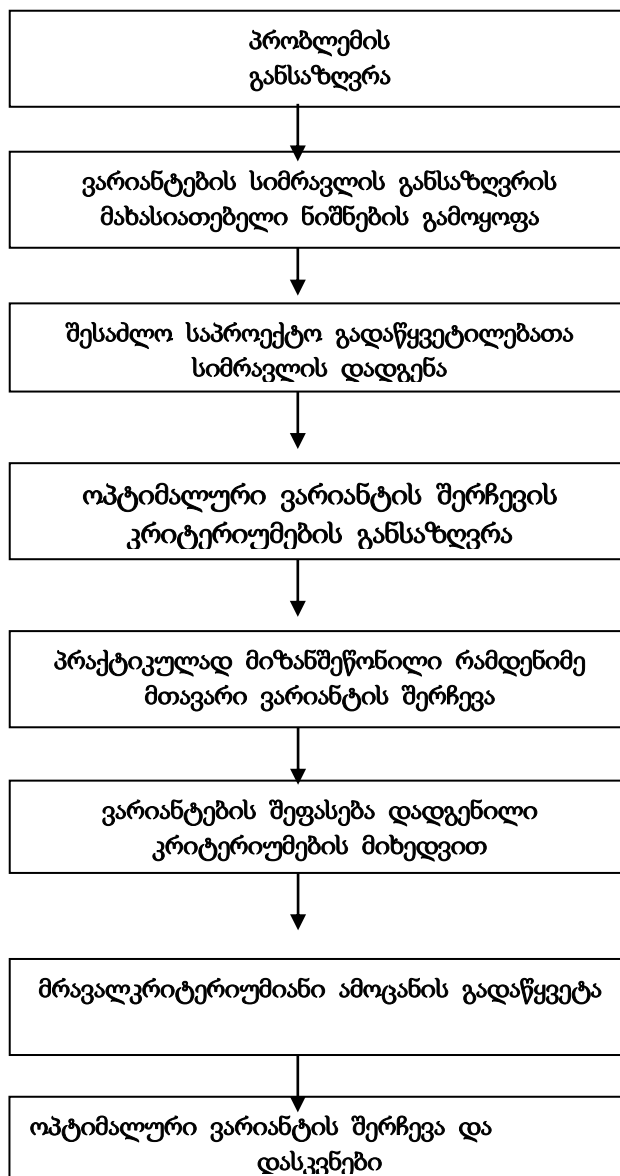 პრობლემის
განსაზღვრა
ვარიანტების სიმრავლის განსაზღვრის
მახასიათებელი ნიშნების გამოყოფა
შესაძლო საპროექტო გადაწყვეტილებათა
სიმრავლის დადგენა
ოპტიმალური ვარიანტის შერჩევის
კრიტერიუმების განსაზღვრა
პრაქტიკულად მიზანშეწონილი რამდენიმე
მთავარი ვარიანტის შერჩევა
ვარიანტების შეფასება დადგენილი
კრიტერიუმების მიხედვით
მრავალკრიტერიუმიანი ამოცანის გადაწყვეტა
ოპტიმალური ვარიანტის შერჩევა და
დასკვნები